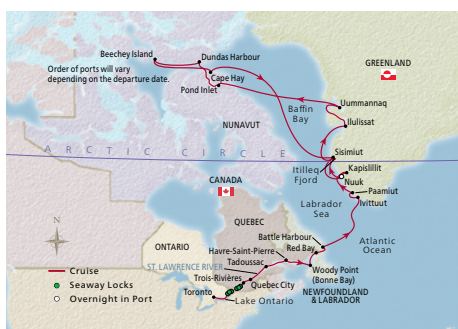 Beechey Island
Dundas Harbour
Order of ports will vary
depending on the departure date.
Cape Hay
Pond Inlet
GREENLAND
Uummannaq
Baffin
Bay
Ilulissat
NUNAVUT
ARCTIC CIRCLE
Sisimiut
Itilleq
Fjord
Kapisillit
Nuuk
CANADA
Paamiut
Ivittuut
Labrador
Sea
QUEBEC
Battle Harbour
Atlantic
Ocean
ONTARIO
Havre-Saint-Pierre
Red Bay
Tadoussac
ST. LAWRENCE RIVER
Woody Point
(Bonne Bay)
Trois-Rivières
Quebec City
NEWFOUNDLAND
& LABRADOR
Toronto
Lake Ontario
N
Cruise
Seaway Locks
Overnight in Port